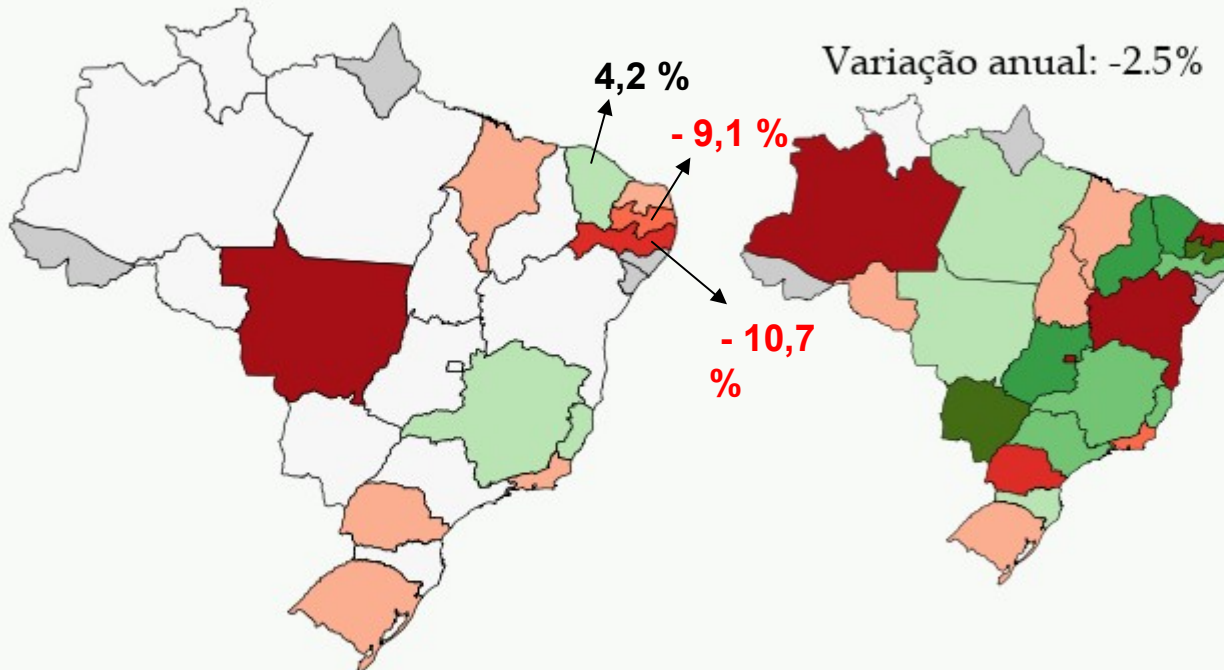 Variação anual: -2.5%
4,2 %
- 9,1 %
- 10,7
%